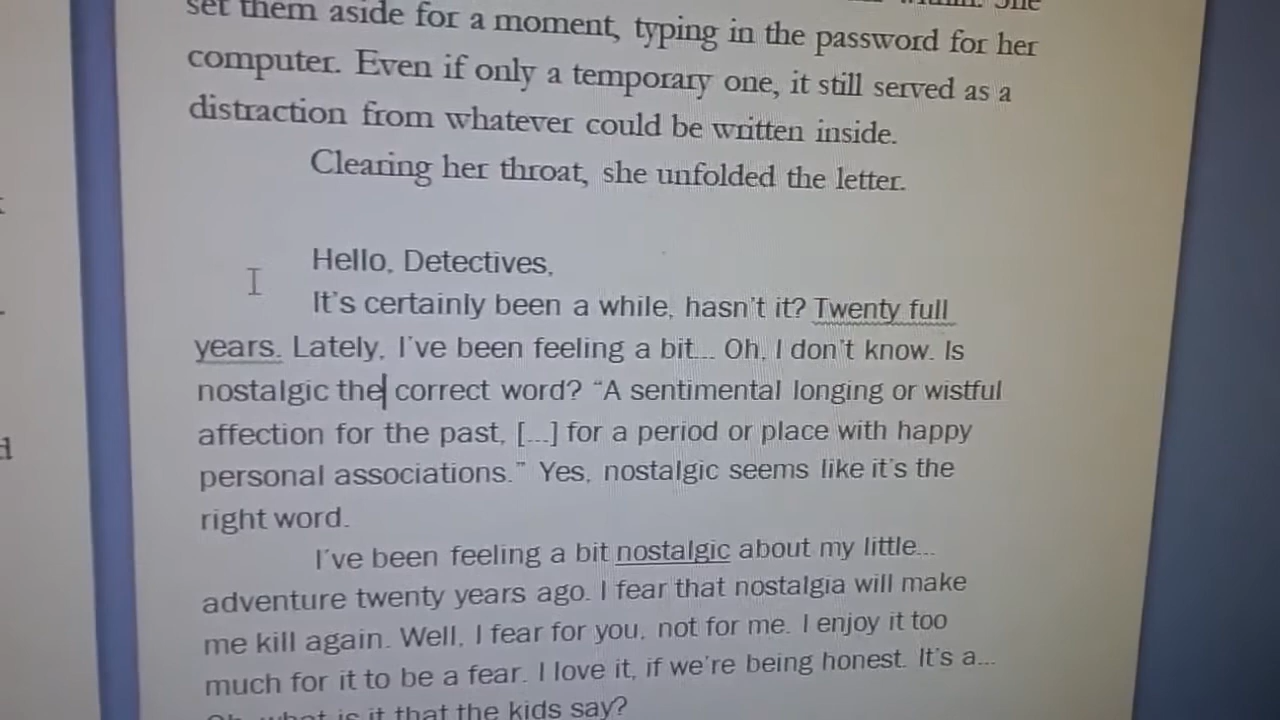 She
set them aside for a moment, typing in the password for her
computer. Even if only a temporary one, it still served as a
distraction from whatever could be written inside.
Clearing her throat, she unfolded the letter.
Hello, Detectives,
It's certainly been a while, hasn't it? Twenty full
years. Lately, I've been feeling a bit... Oh, I don't know. Is
nostalgic the correct word? "A sentimental longing or wistful
affection for the past, [...] for a period or place with happy
personal associations." Yes, nostalgic seems like it's the
right word.
I've been feeling a bit nostalgic about my little...
adventure twenty years ago. I fear that nostalgia will make
me kill again. Well, I fear for you, not for me. I enjoy it too
much for it to be a fear. I love it, if we're being honest. It's a...
Oh, what is it that the kids say?